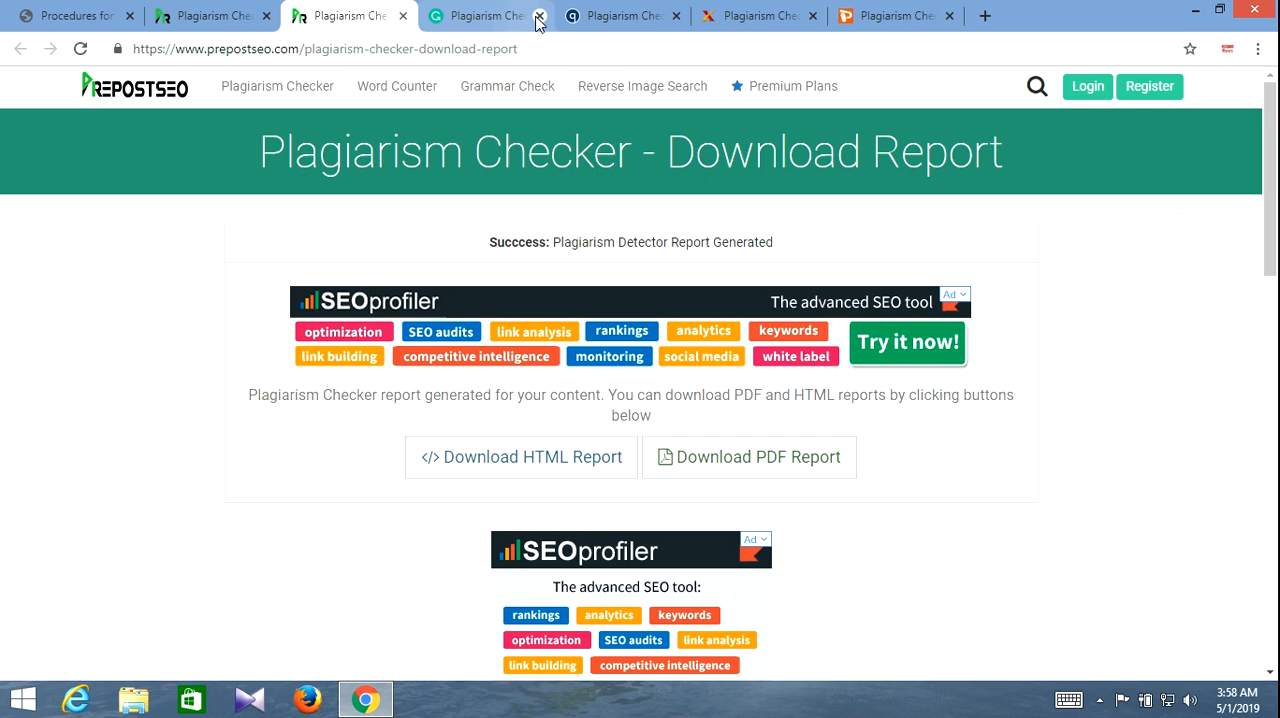 Procedures for
Plagiarism Che
Plagiarism Che
Plagiarism Che
Plagiarism Che
Plagiarism Che
Plagiarism Che
https://www.prepostseo.com/plagiarism-checker-download-report
PREPOSTSEO
Plagiarism Checker
Word Counter
Grammar Check
Reverse Image Search
Premium Plans
Login
Register
Plagiarism Checker - Download Report
Succcess: Plagiarism Detector Report Generated
SEOprofiler
The advanced SEO tool
Ad
optimization SEO audits link analysis rankings analytics keywords
Try it now!
link building competitive intelligence monitoring social media white label
Plagiarism Checker report generated for your content. You can download PDF and HTML reports by clicking buttons
below
</> Download HTML Report
Download PDF Report
SEOprofiler
Ad
The advanced SEO tool:
rankings analytics keywords
optimization SEO audits link analysis
link building competitive intelligence
3:58 AM
5/1/2019